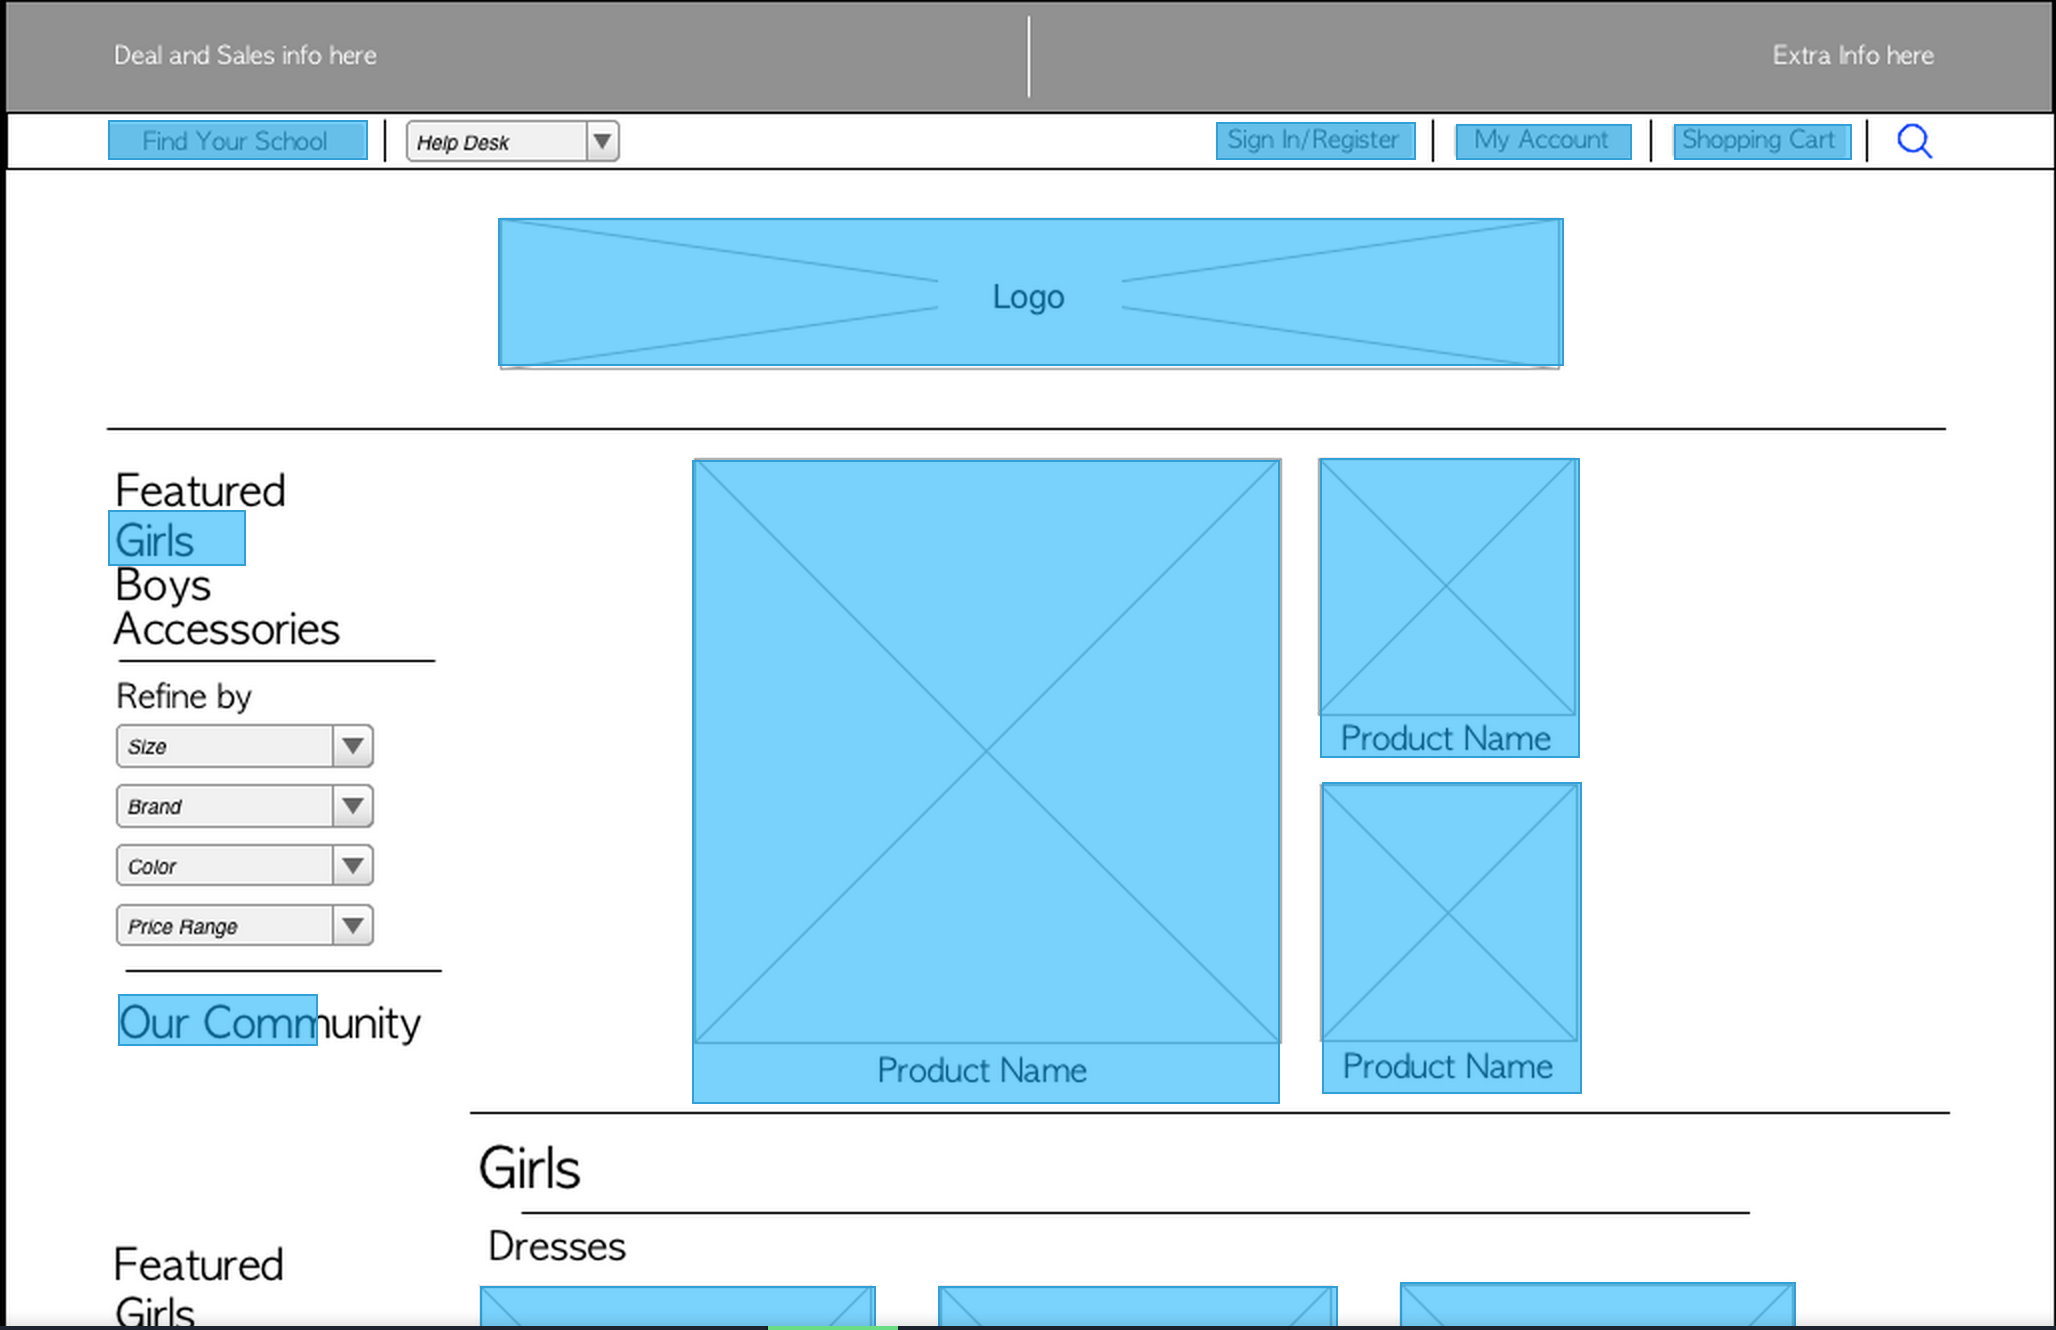 Deal and Sales info here
Extra Info here
Find Your School
Help Desk
Sign In/Register
My Account
Shopping Cart
Logo
Featured
Girls
Boys
Accessories
Refine by
Size
Brand
Color
Price Range
Our Community
Product Name
Product Name
Product Name
Girls
Dresses
Featured
Girls